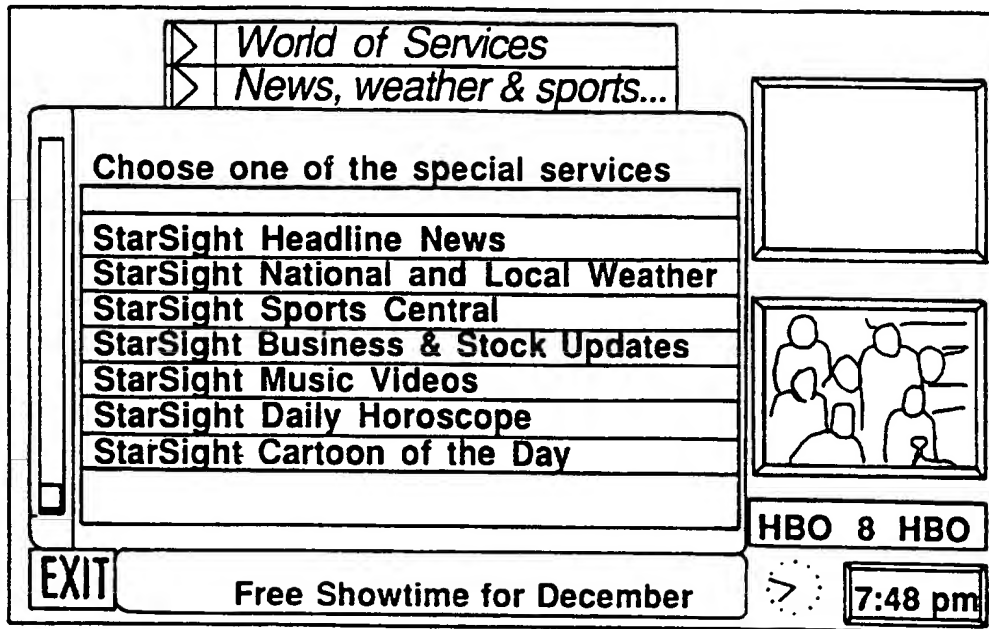 World of Services
News, weather & sports...
Choose one of the special services
StarSight Headline News
StarSight National and Local Weather
StarSight Sports Central
StarSight Business & Stock Updates
StarSight Music Videos
StarSight Daily Horoscope
StarSight Cartoon of the Day
HBO 8 HBO
EXIT
Free Showtime for December
7:48 pm